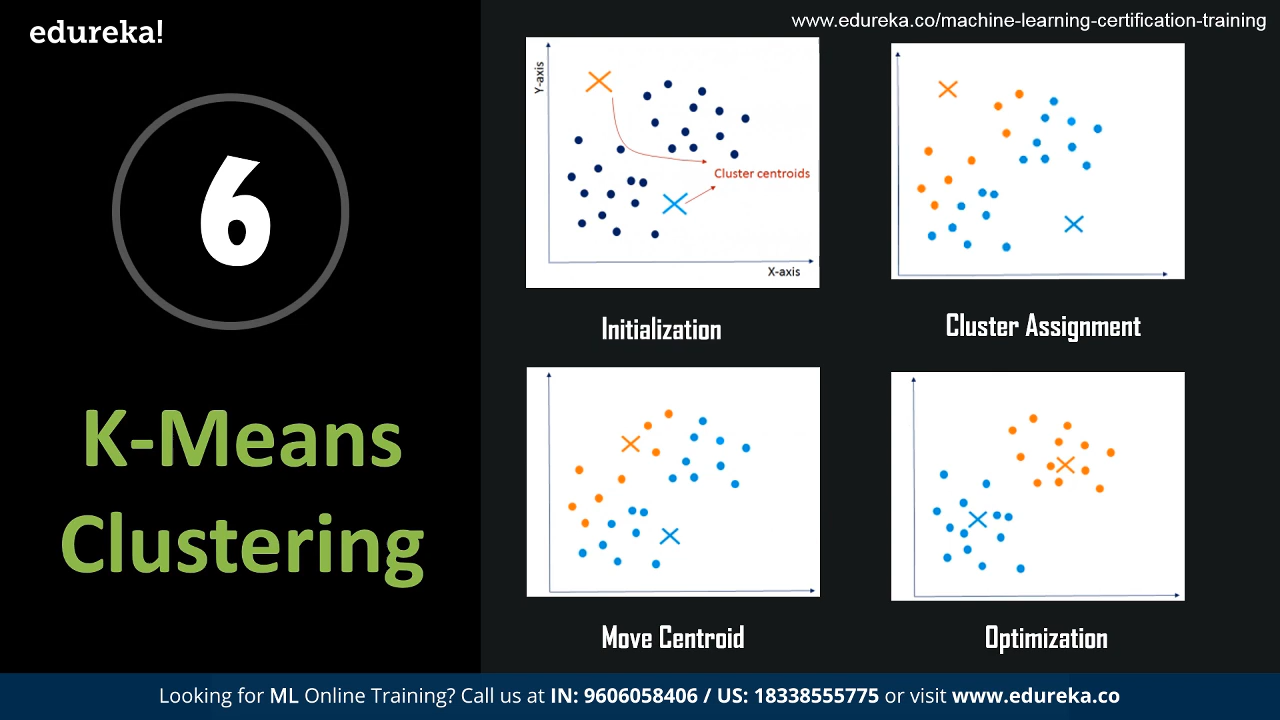 edureka!
www.edureka.co/machine-learning-certification-training
6
K-Means
Clustering
Y-axis
Cluster centroids
X-axis
Initialization
Cluster Assignment
Move Centroid
Optimization
Looking for ML Online Training? Call us at IN: 9606058406 / US: 18338555775 or visit www.edureka.co